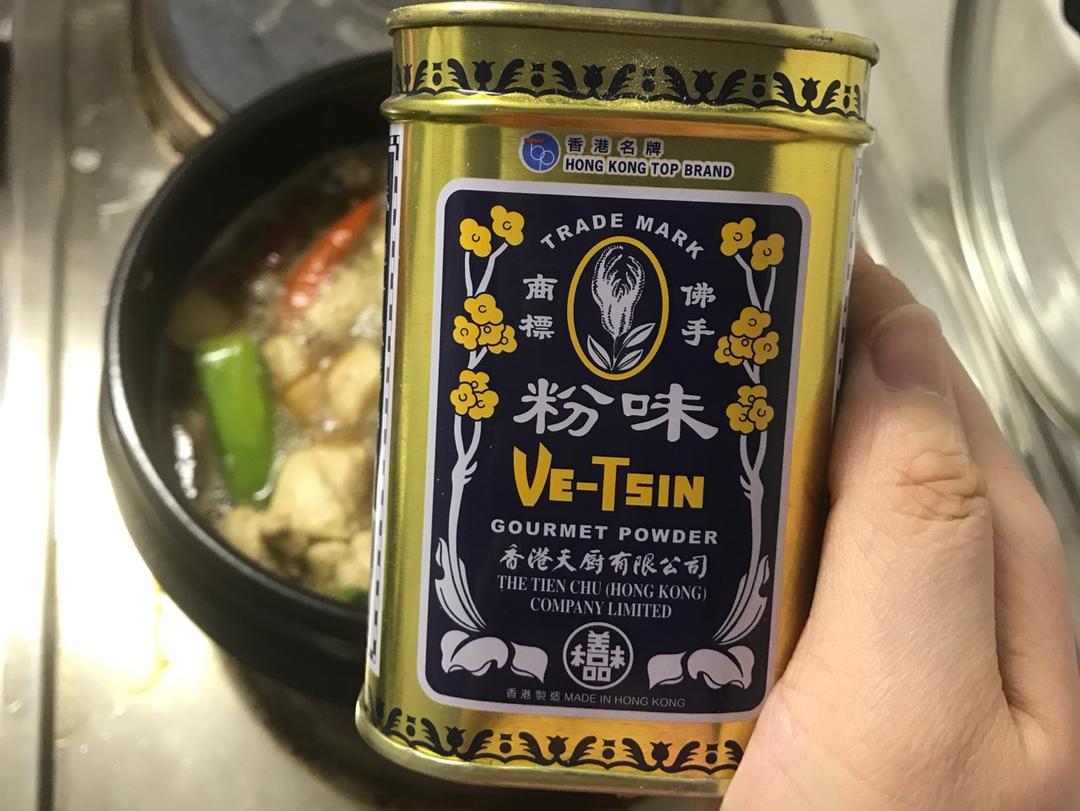 香港名牌
HONG KONG TOP BRAND
TRADE MARK
佛手
商標
味粉
VE-TSIN
GOURMET POWDER
香港天厨有限公司
THE TIEN CHU (HONG KONG)
COMPANY LIMITED
香港製造 MADE IN HONG KONG